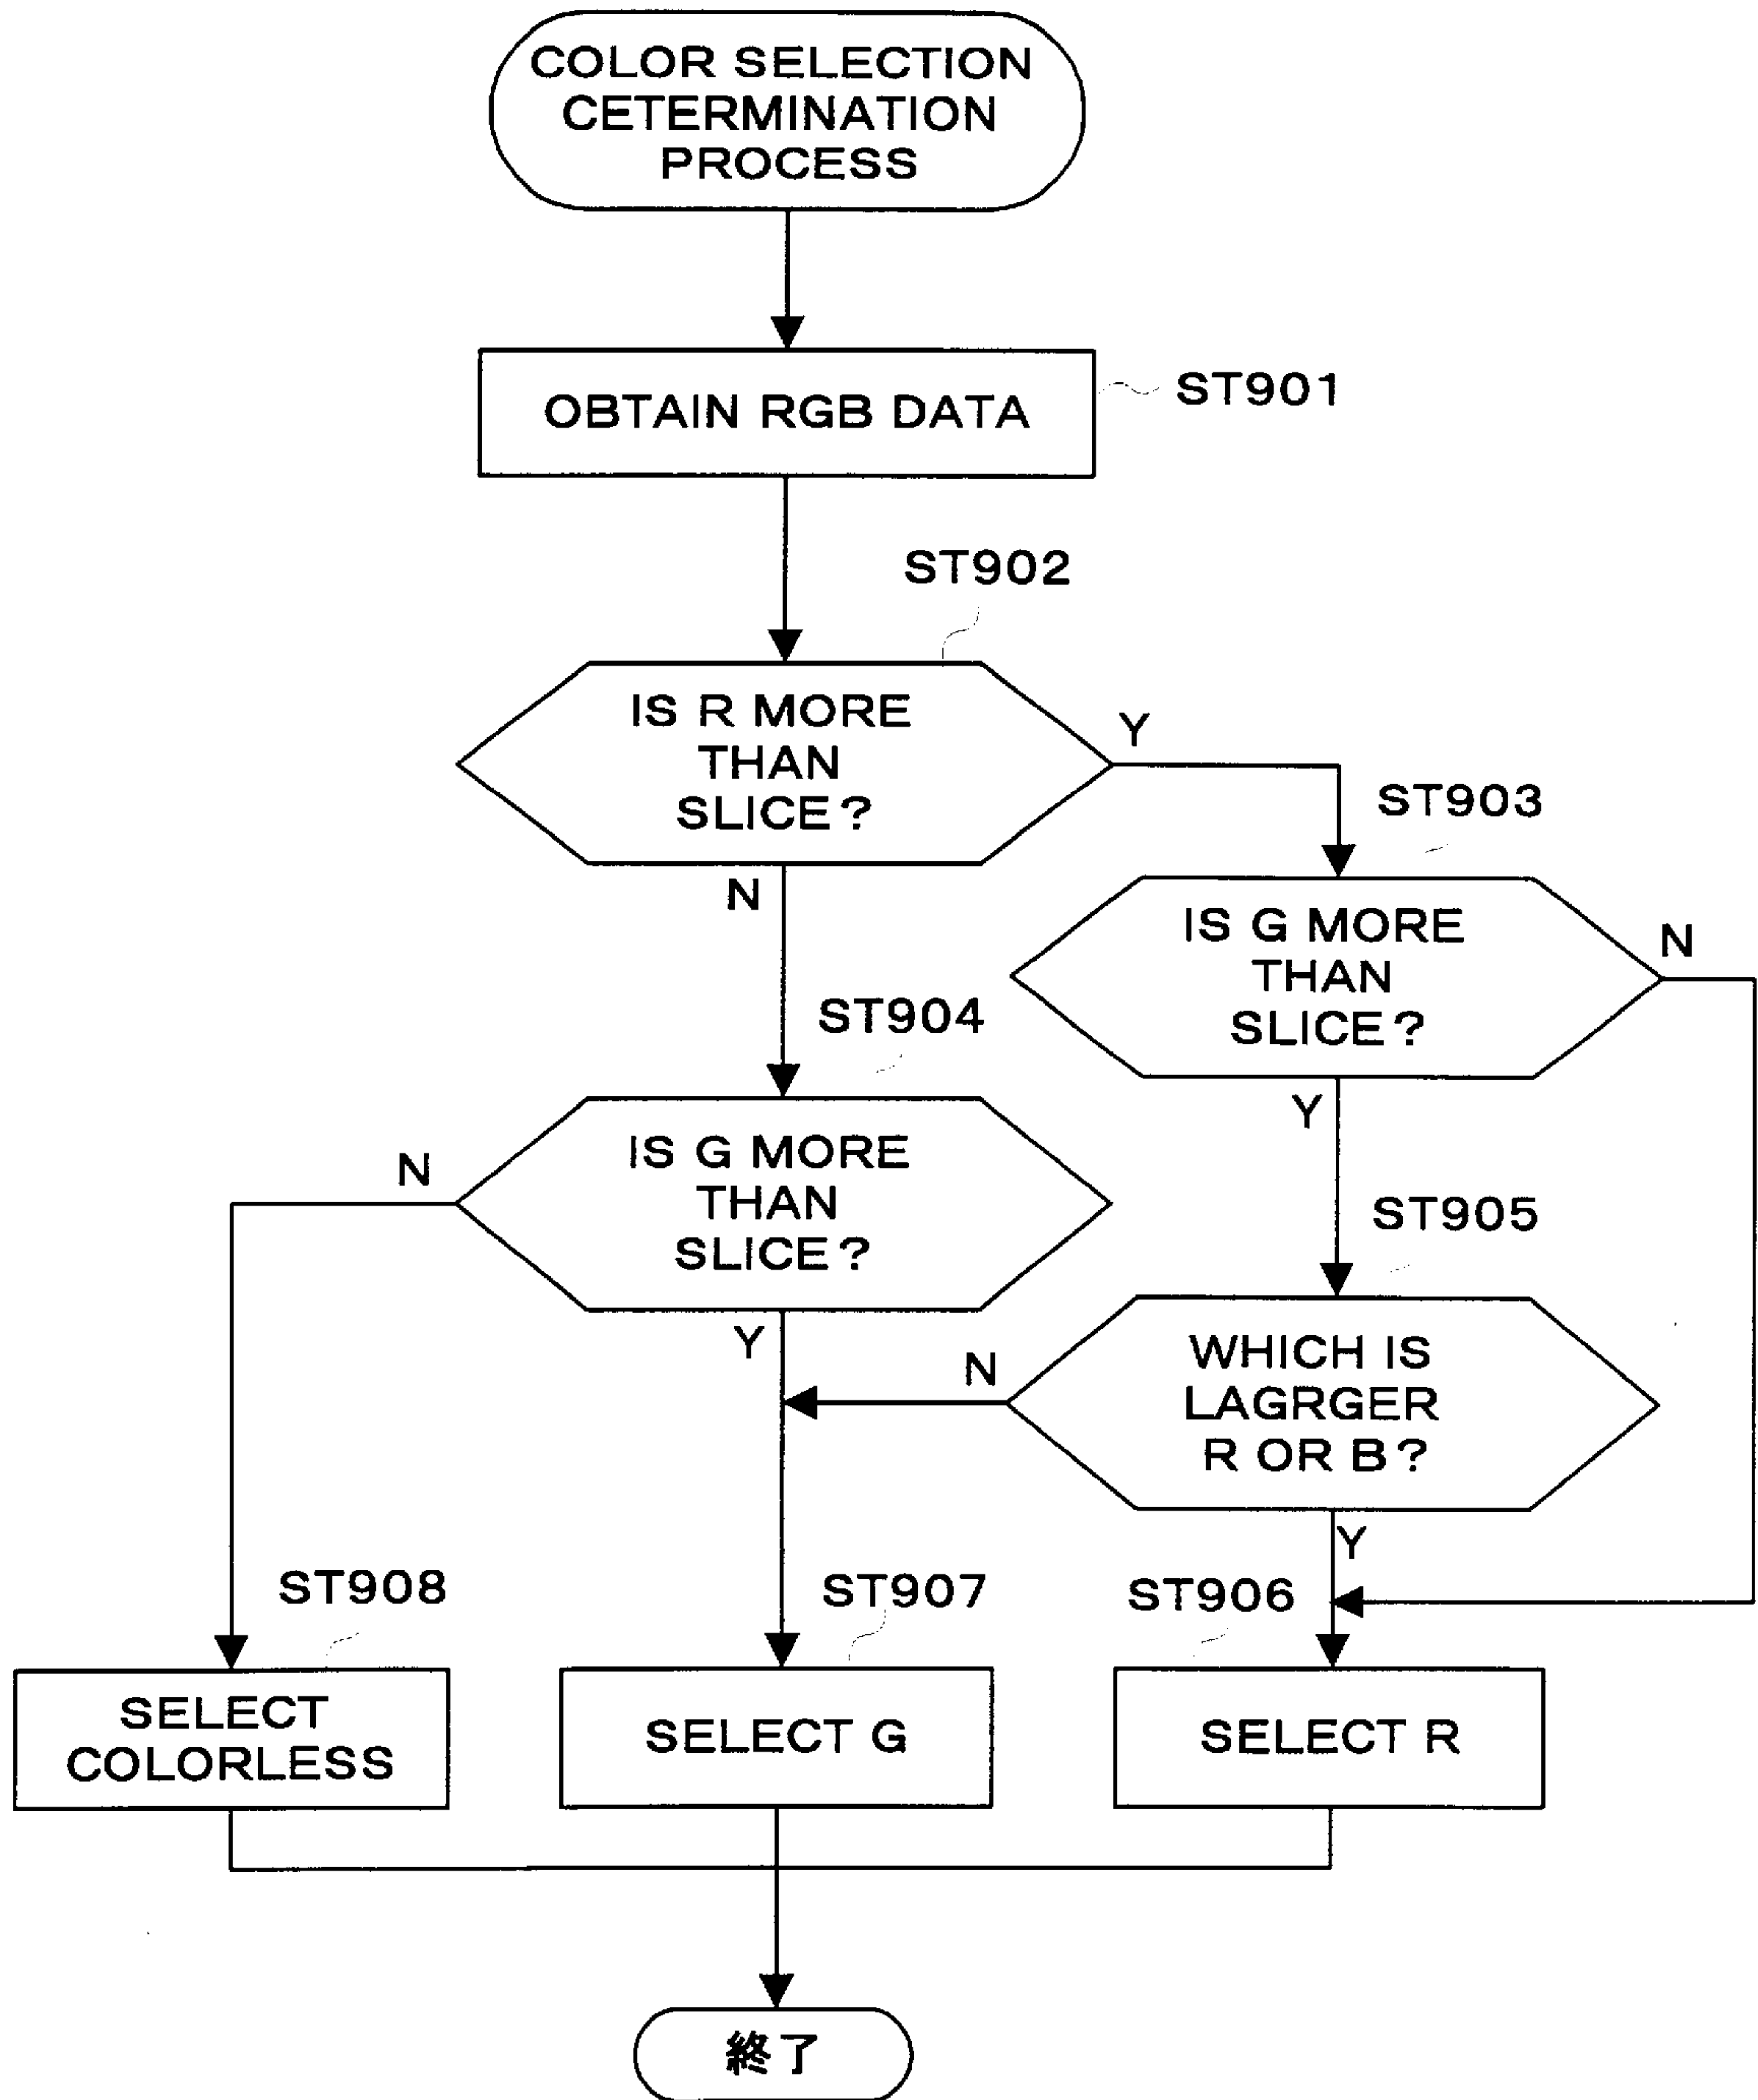 COLOR SELECTION
CETERMINATION
PROCESS
OBTAIN RGB DATA
ST901
ST902
IS R MORE
THAN
SLICE?
Y
N
ST903
IS G MORE
THAN
SLICE?
N
Y
ST904
IS G MORE
THAN
SLICE?
N
Y
ST905
WHICH IS
LAGRGER
R OR B?
N
Y
ST908
SELECT
COLORLESS
ST907
SELECT G
ST906
SELECT R
終了